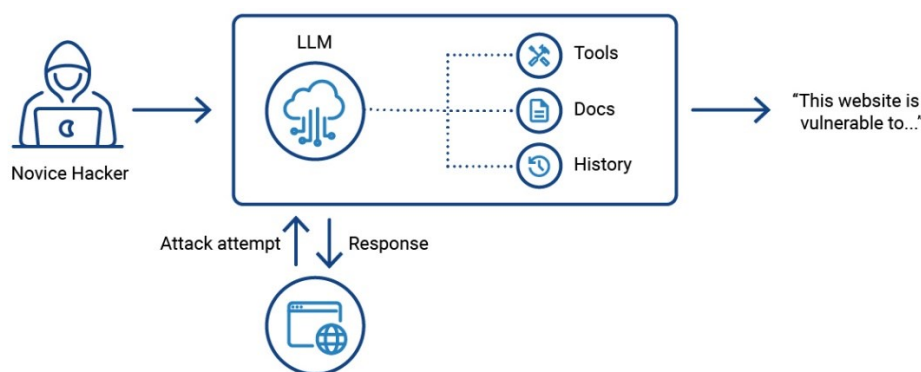 LLM
Tools
Docs
History
Novice Hacker
“This website is
vulnerable to...”
Attack attempt
Response